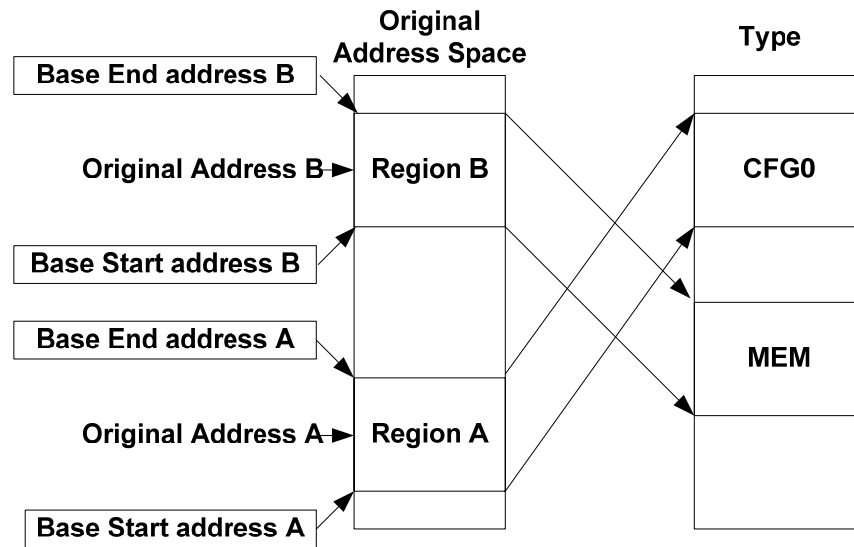 Original
Address Space
Type
Base End address B
Original Address B
Region B
CFG0
Base Start address B
Base End address A
MEM
Original Address A
Region A
Base Start address A